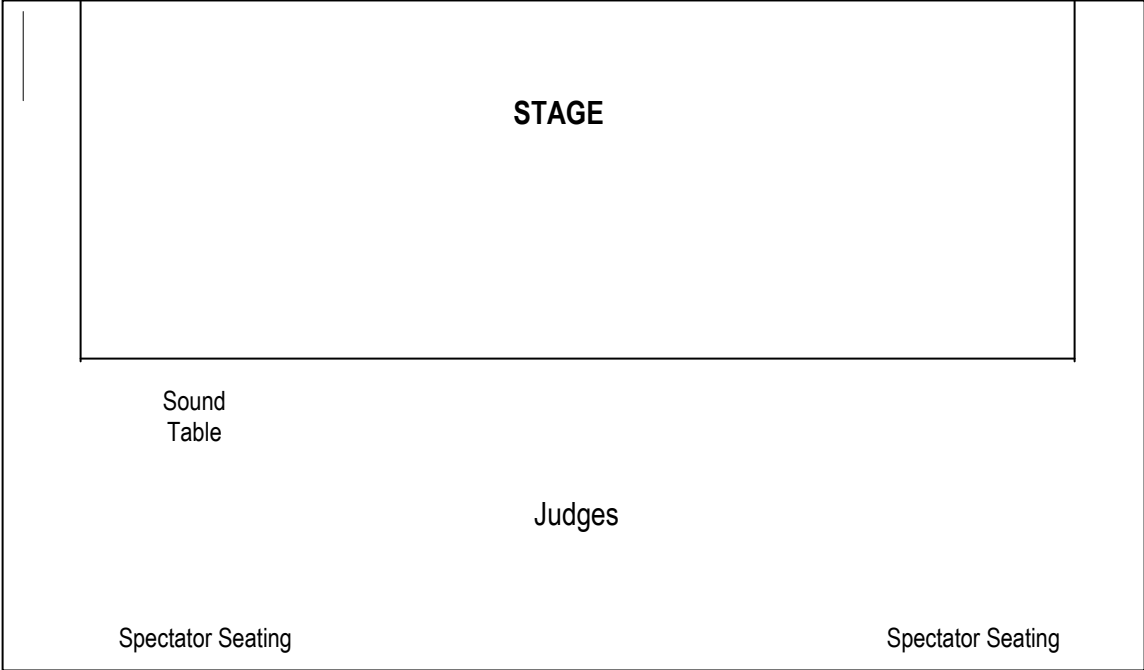 STAGE
Sound
Table
Judges
Spectator Seating
Spectator Seating